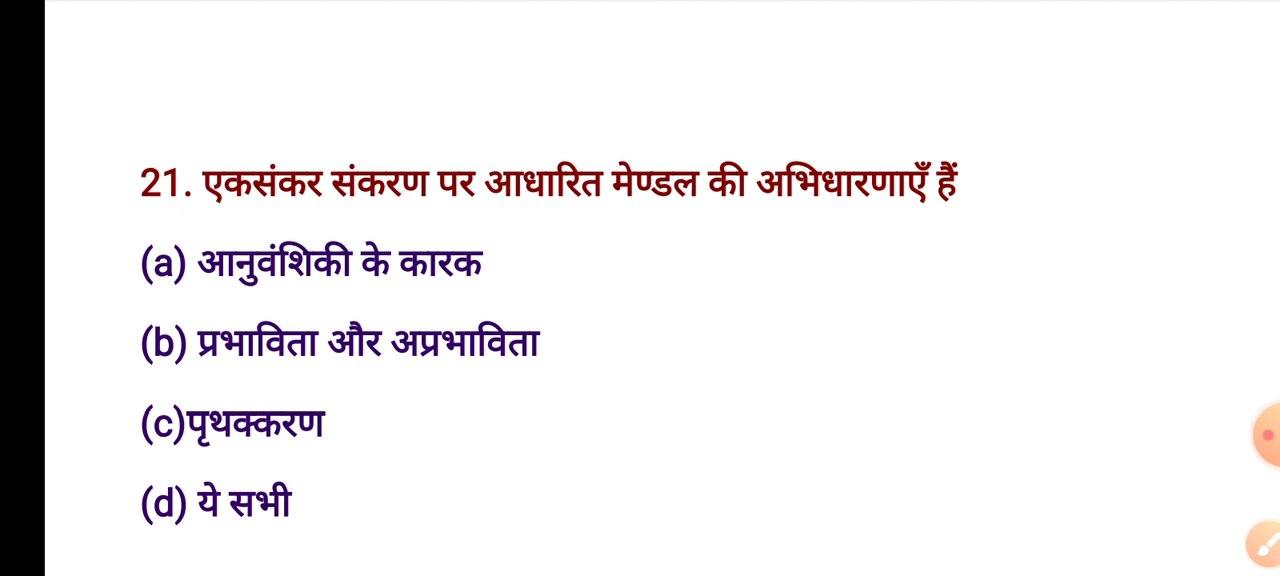 21. एकसंकर संकरण पर आधारित मेण्डल की अभिधारणाएँ हैं
(a) आनुवंशिकी के कारक
(b) प्रभाविता और अप्रभाविता
(c)पृथक्करण
(d) ये सभी